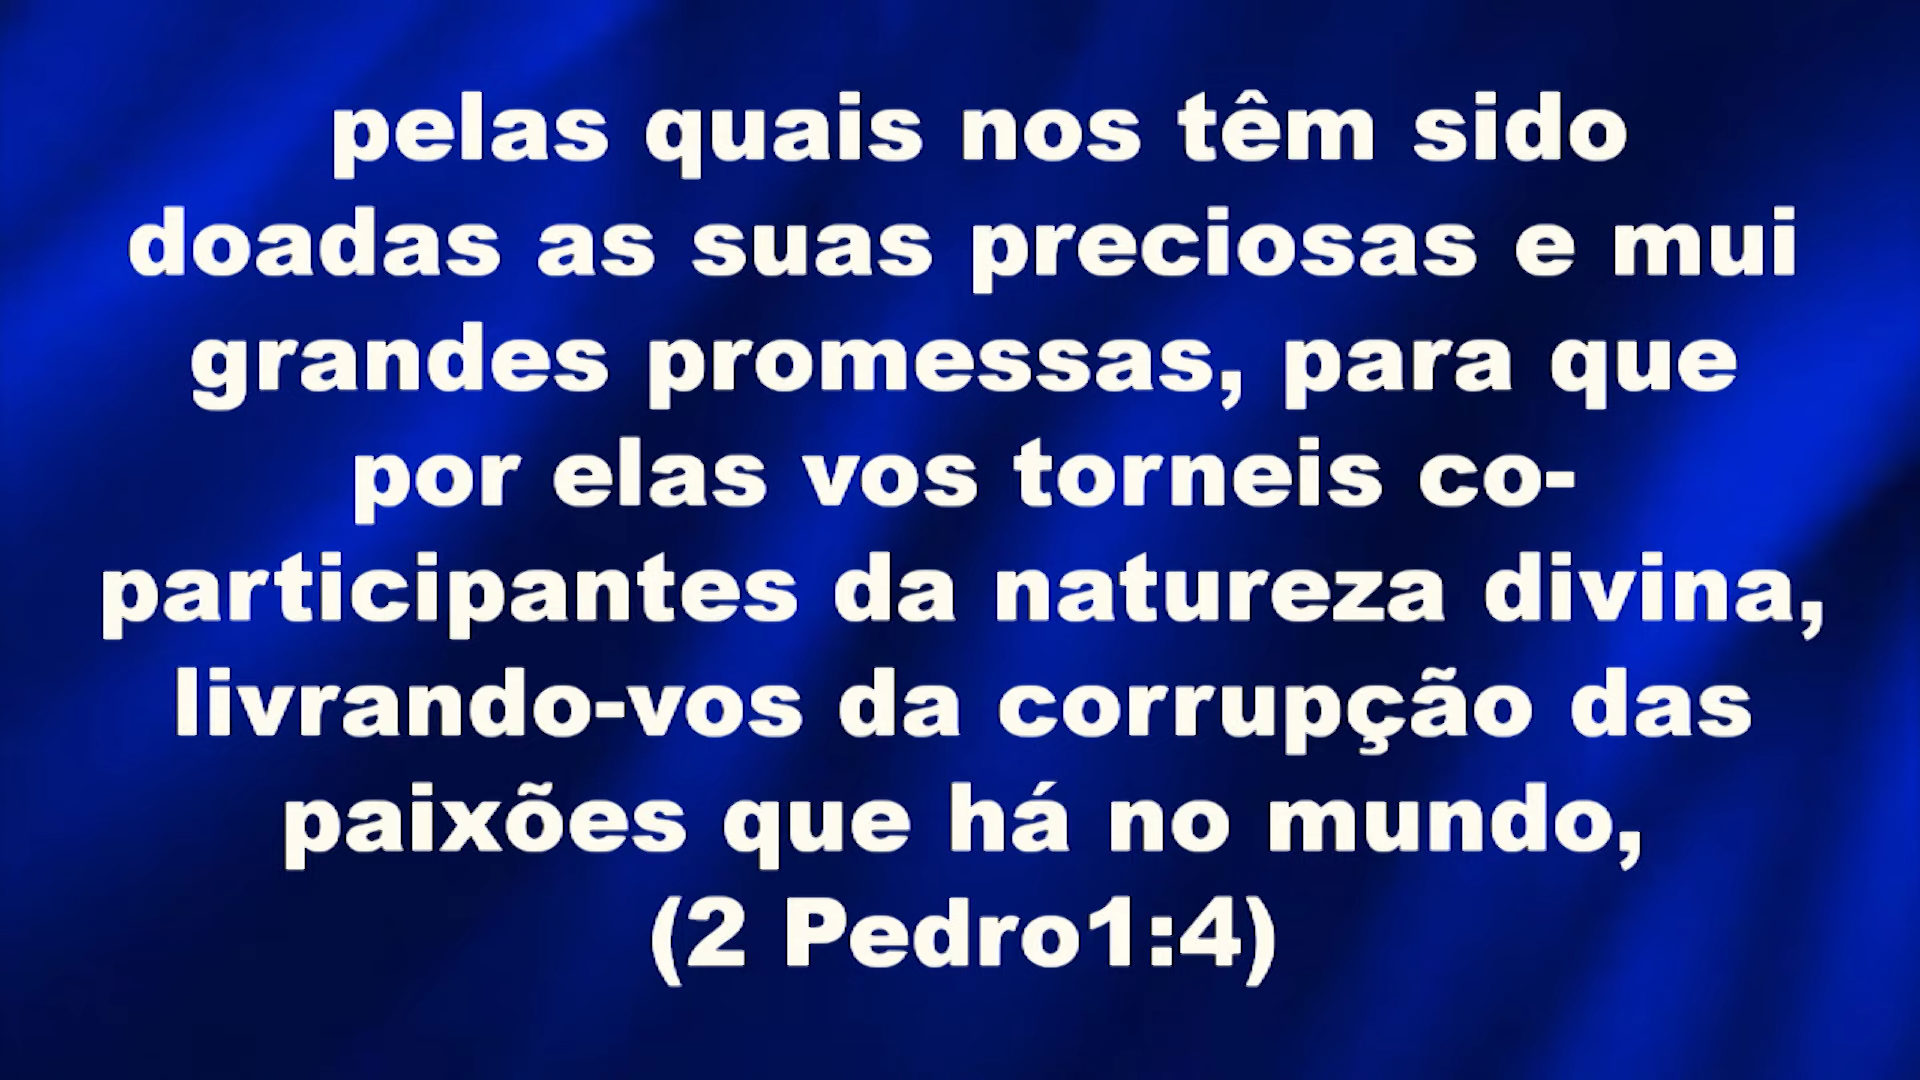 pelas quais nos têm sido
doadas as suas preciosas e mui
grandes promessas, para que
por elas vos torneis co-
participantes da natureza divina,
livrando-vos da corrupção das
paixões que há no mundo,
(2 Pedro1:4)